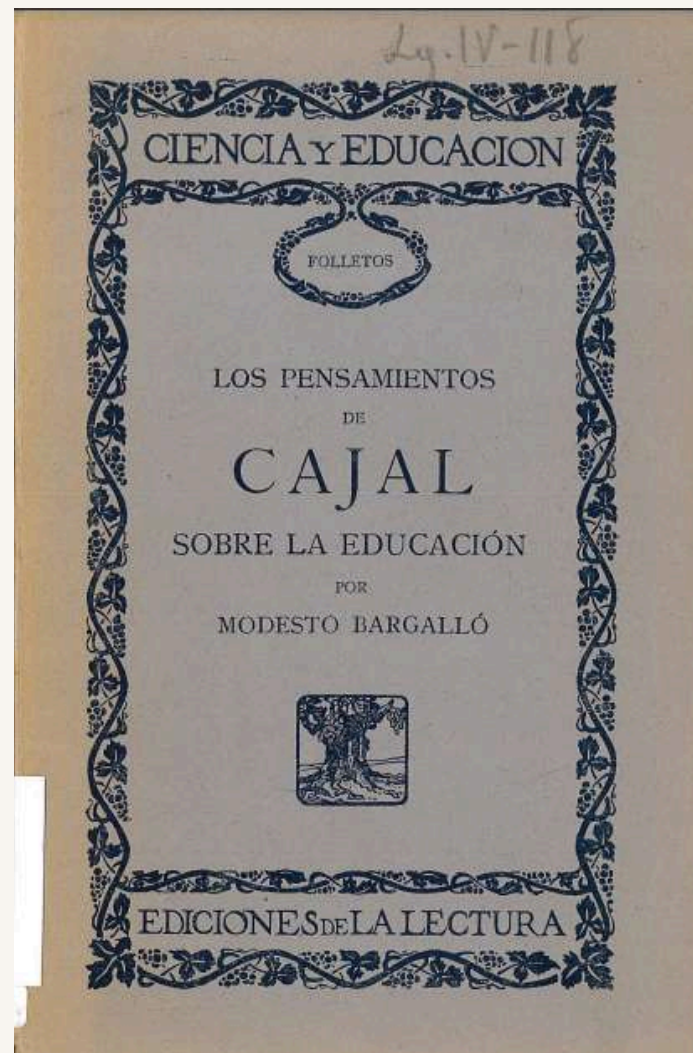 Lg. IV-118
CIENCIA Y EDUCACION
FOLLETOS
LOS PENSAMIENTOS
DE
CAJAL
SOBRE LA EDUCACIÓN
POR
MODESTO BARGALLÓ
EDICIONES DE LA LECTURA